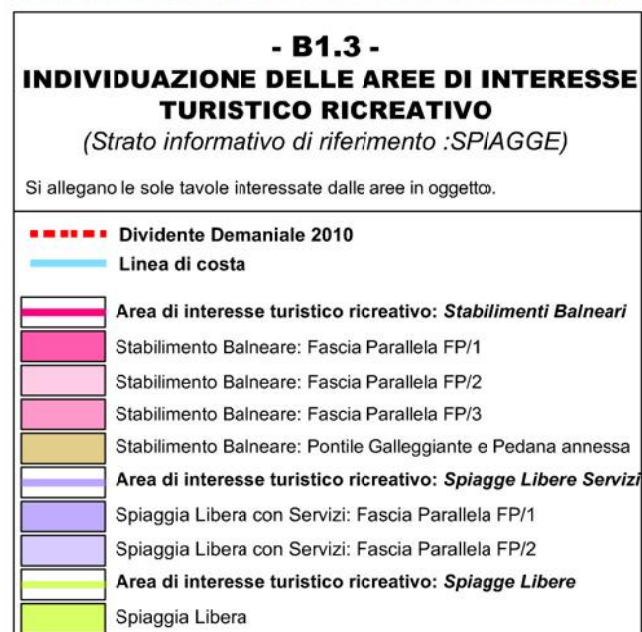 - B1.3 -
INDIVIDUAZIONE DELLE AREE DI INTERESSE
TURISTICO RICREATIVO
(Strato informativo di riferimento :SPIAGGE)
Si allegano le sole tavole interessate dalle aree in oggetto.
Dividente Demaniale 2010
Linea di costa
Area di interesse turistico ricreativo: Stabilimenti Balneari
Stabilimento Balneare: Fascia Parallela FP/1
Stabilimento Balneare: Fascia Parallela FP/2
Stabilimento Balneare: Fascia Parallela FP/3
Stabilimento Balneare: Pontile Galleggiante e Pedana annessa
Area di interesse turistico ricreativo: Spiagge Libere Servizi
Spiaggia Libera con Servizi: Fascia Parallela FP/1
Spiaggia Libera con Servizi: Fascia Parallela FP/2
Area di interesse turistico ricreativo: Spiagge Libere
Spiaggia Libera